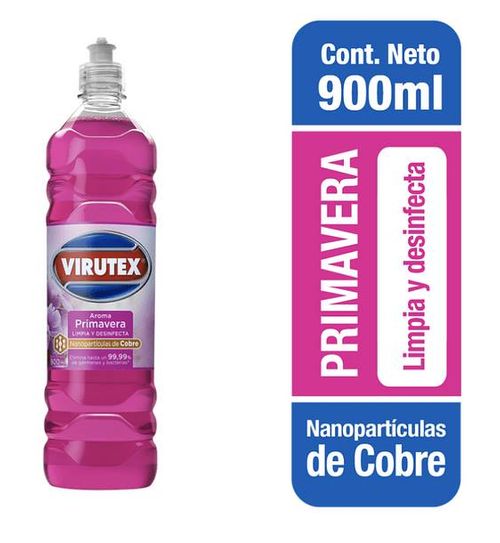 VIRUTEX
Aroma
Primavera
LIMPIA Y DESINFECTA
Nanopartículas de Cobre
Elimina hasta un 99,99%
de gérmenes y bacterias*
900ml
Cont. Neto
900ml
PRIMAVERA
Limpia y desinfecta
Nanopartículas
de Cobre